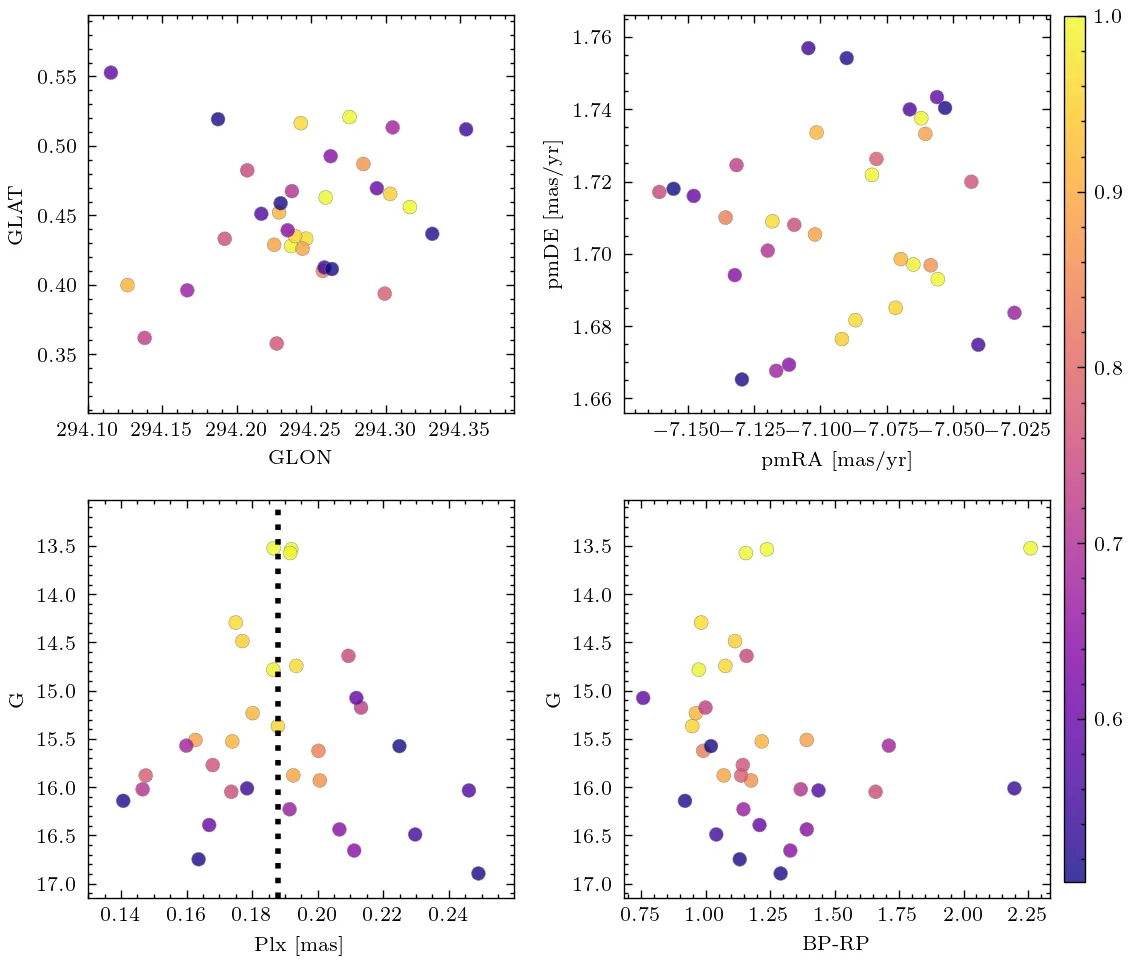 0.55
0.50
0.45
0.40
0.35
GLAT
294.10 294.15 294.20 294.25 294.30 294.35
GLON
1.76
1.74
1.72
1.70
1.68
1.66
pmDE [mas/yr]
−7.150 −7.125 −7.100 −7.075 −7.050 −7.025
pmRA [mas/yr]
1.0
0.9
0.8
0.7
0.6
13.5
14.0
14.5
15.0
15.5
16.0
16.5
17.0
G
0.14 0.16 0.18 0.20 0.22 0.24
Plx [mas]
13.5
14.0
14.5
15.0
15.5
16.0
16.5
17.0
G
0.75 1.00 1.25 1.50 1.75 2.00 2.25
BP-RP